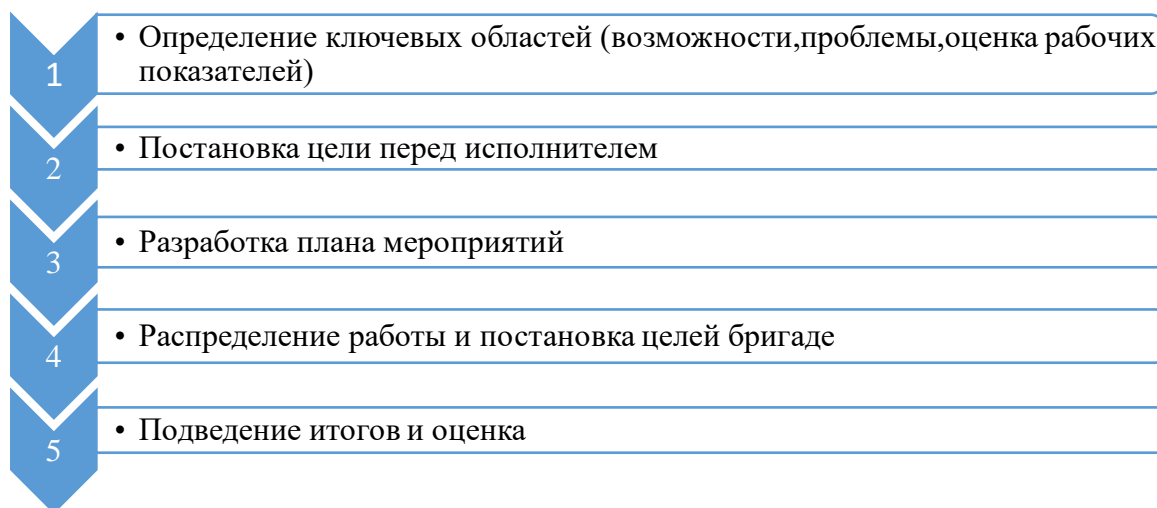 1
• Определение ключевых областей (возможности,проблемы,оценка рабочих
показателей)
2
• Постановка цели перед исполнителем
3
• Разработка плана мероприятий
4
• Распределение работы и постановка целей бригаде
5
• Подведение итогов и оценка